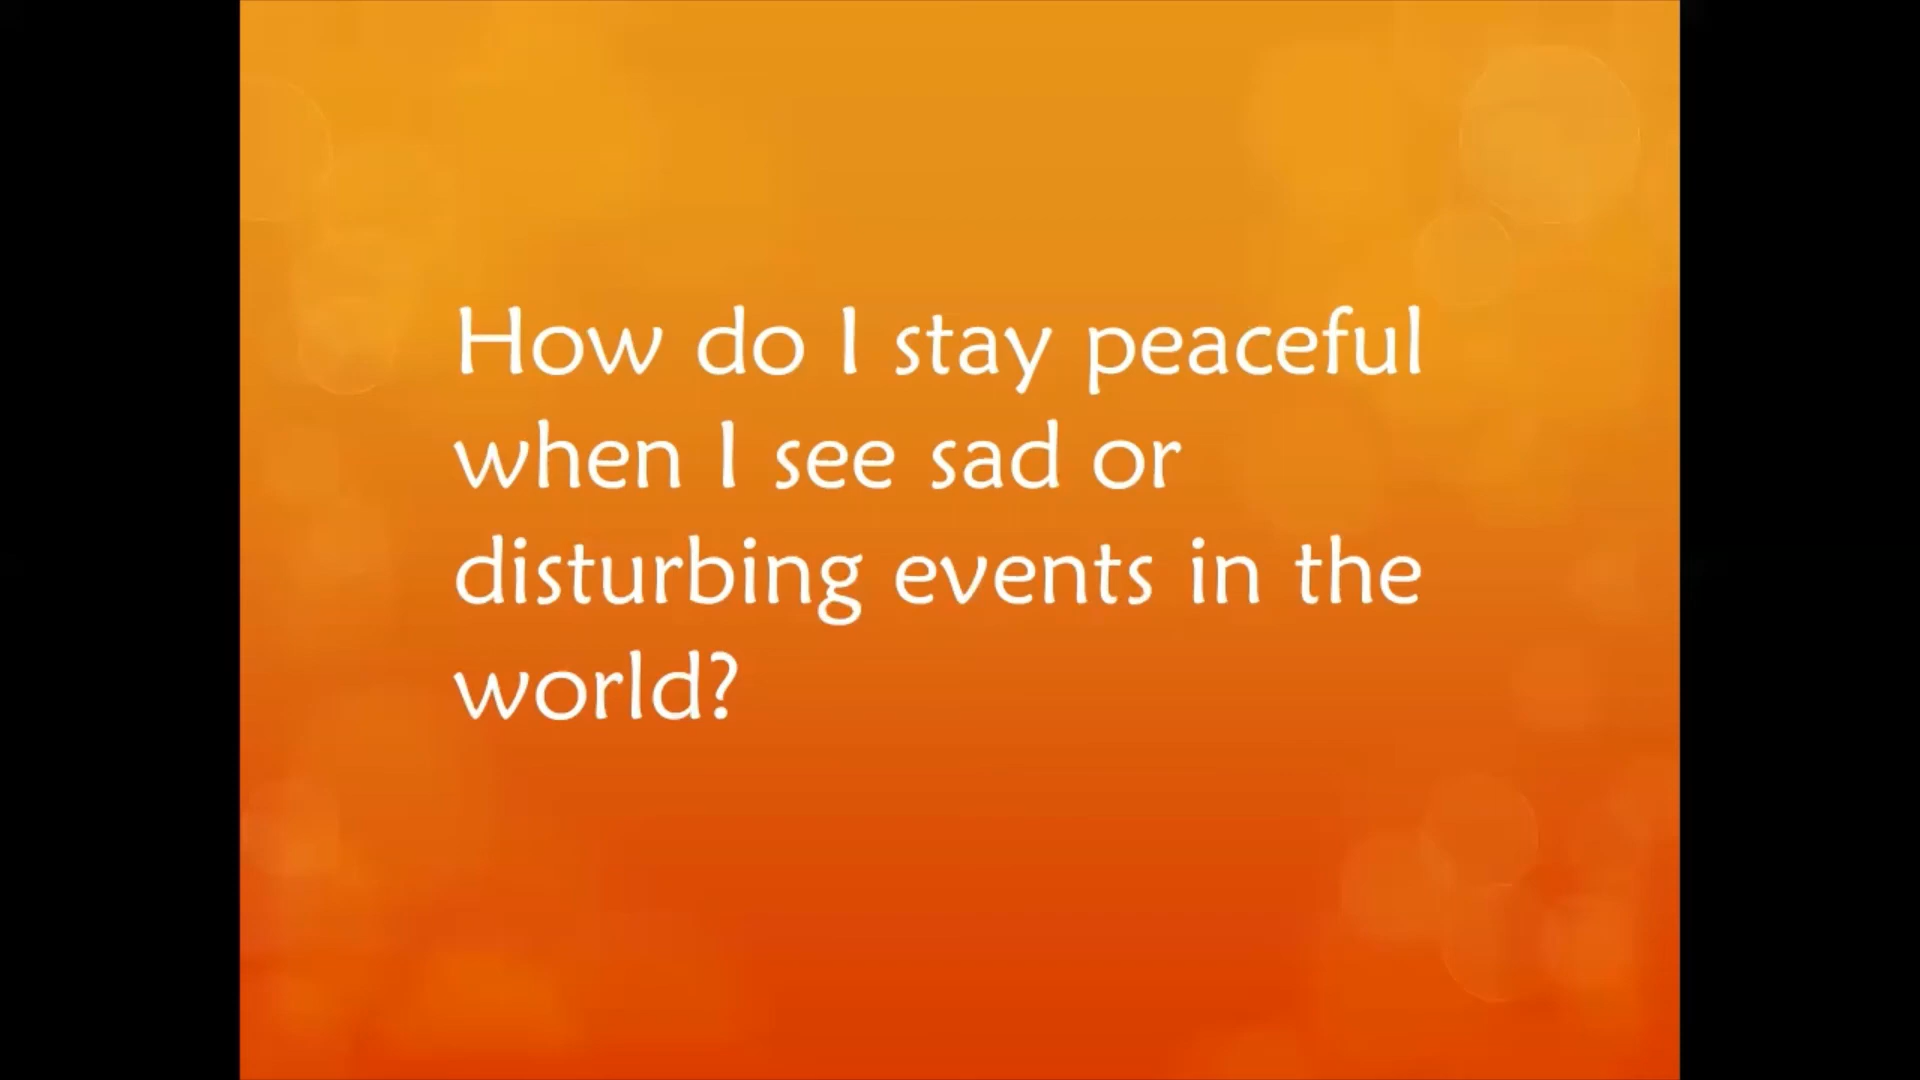 How do I stay peaceful
when I see sad or
disturbing events in the
world?